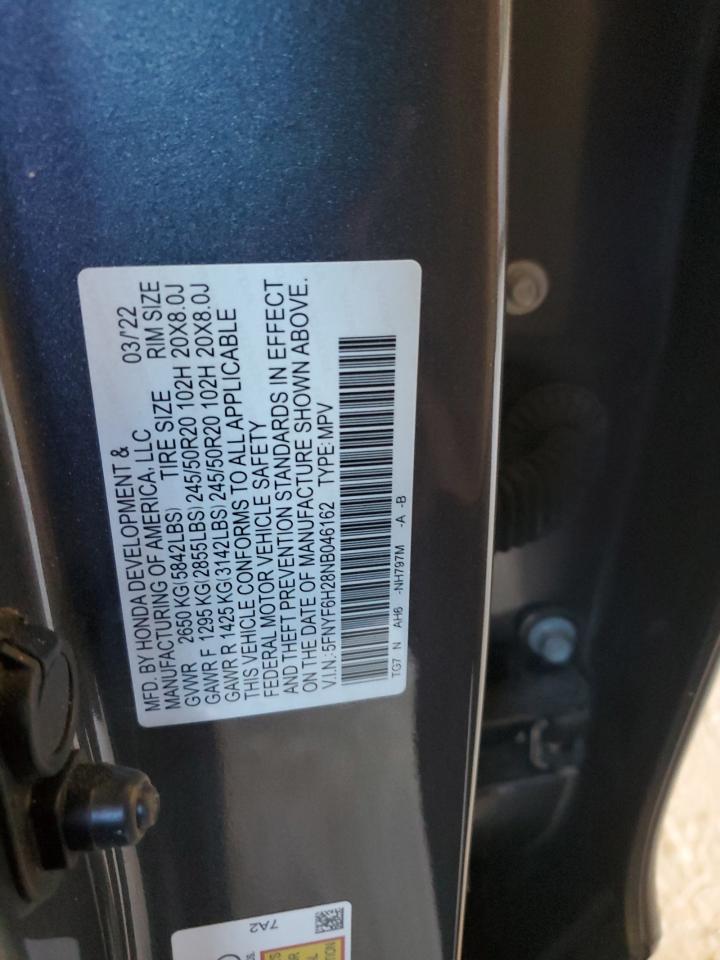 MFD. BY HONDA DEVELOPMENT &
MANUFACTURING OF AMERICA, LLC 03/'22
GVWR 2650 KG(5842LBS) TIRE SIZE RIM SIZE
GAWR F 1295 KG(2855LBS) 245/50R20 102H 20X8.0J
GAWR R 1425 KG(3142LBS) 245/50R20 102H 20X8.0J
THIS VEHICLE CONFORMS TO ALL APPLICABLE
FEDERAL MOTOR VEHICLE SAFETY
AND THEFT PREVENTION STANDARDS IN EFFECT
ON THE DATE OF MANUFACTURE SHOWN ABOVE.
V.I.N.: 5FNYF6H28NB046162 TYPE: MPV
TG7 N AH6 -NH797M -A -B
7A2